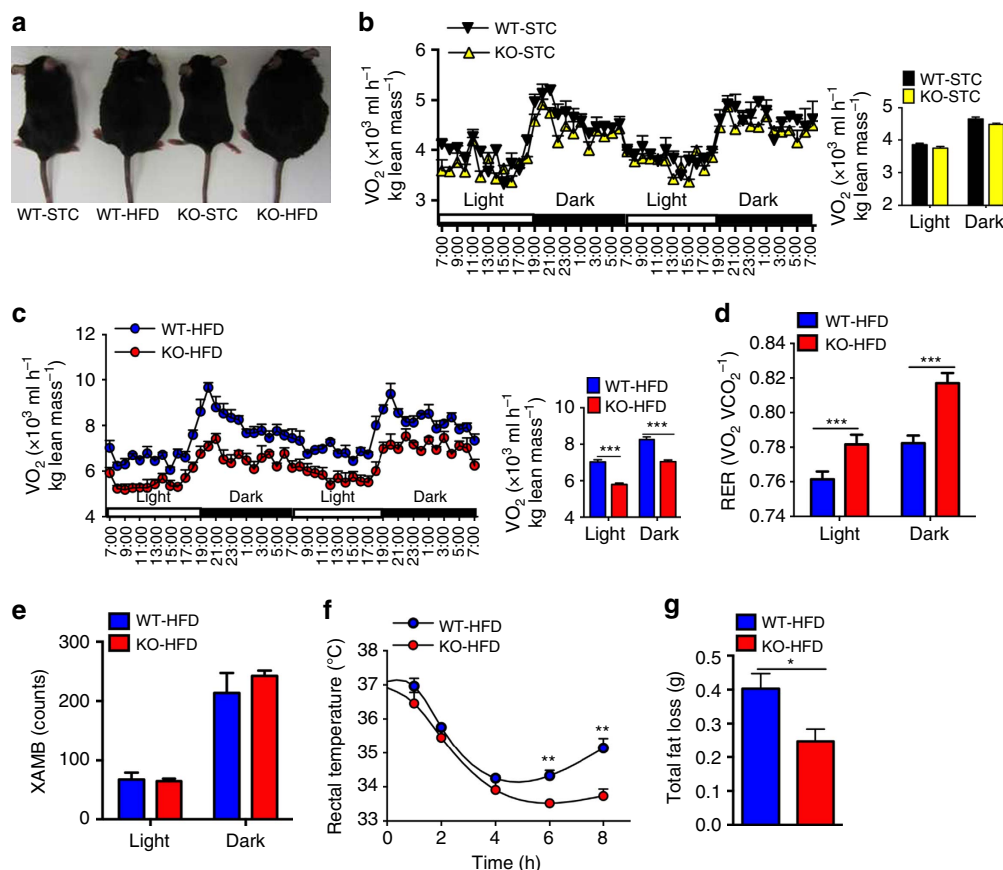 a
WT-STC WT-HFD KO-STC KO-HFD
b
WT-STC
KO-STC
VO₂ (×10³ ml h⁻¹
kg lean mass⁻¹)
6
5
4
3
Light Dark Light Dark
7:00 9:00 11:00 13:00 15:00 17:00 19:00 21:00 23:00 1:00 3:00 5:00 7:00 9:00 11:00 13:00 15:00 17:00 19:00 21:00 23:00 1:00 3:00 5:00 7:00
WT-STC
KO-STC
VO₂ (×10³ ml h⁻¹
kg lean mass⁻¹)
5
4
3
2
Light Dark
c
WT-HFD
KO-HFD
VO₂ (×10³ ml h⁻¹
kg lean mass⁻¹)
12
10
8
6
4
Light Dark Light Dark
7:00 9:00 11:00 13:00 15:00 17:00 19:00 21:00 23:00 1:00 3:00 5:00 7:00 9:00 11:00 13:00 15:00 17:00 19:00 21:00 23:00 1:00 3:00 5:00 7:00
WT-HFD
KO-HFD
VO₂ (×10³ ml h⁻¹
kg lean mass⁻¹)
10
8
6
4
*** ***
Light Dark
d
WT-HFD
KO-HFD
RER (VO₂ VCO₂⁻¹)
0.84
0.82
0.80
0.78
0.76
0.74
*** ***
Light Dark
e
WT-HFD
KO-HFD
XAMB (counts)
300
200
100
0
Light Dark
f
WT-HFD
KO-HFD
Rectal temperature (°C)
38
37
36
35
34
33
** **
0 2 4 6 8
Time (h)
g
WT-HFD
KO-HFD
Total fat loss (g)
0.5
0.4
0.3
0.2
0.1
0.0
*